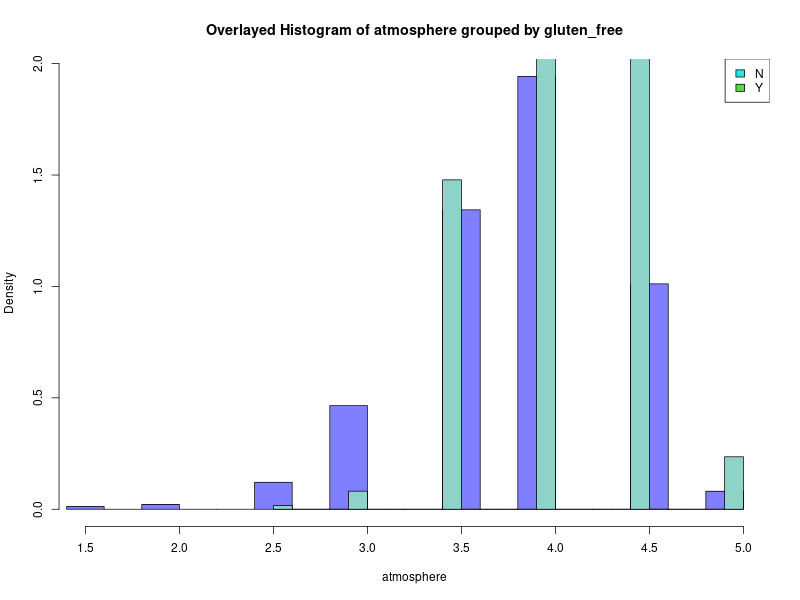 Overlayed Histogram of atmosphere grouped by gluten_free
N
Y
2.0
1.5
1.0
0.5
0.0
Density
1.5 2.0 2.5 3.0 3.5 4.0 4.5 5.0
atmosphere